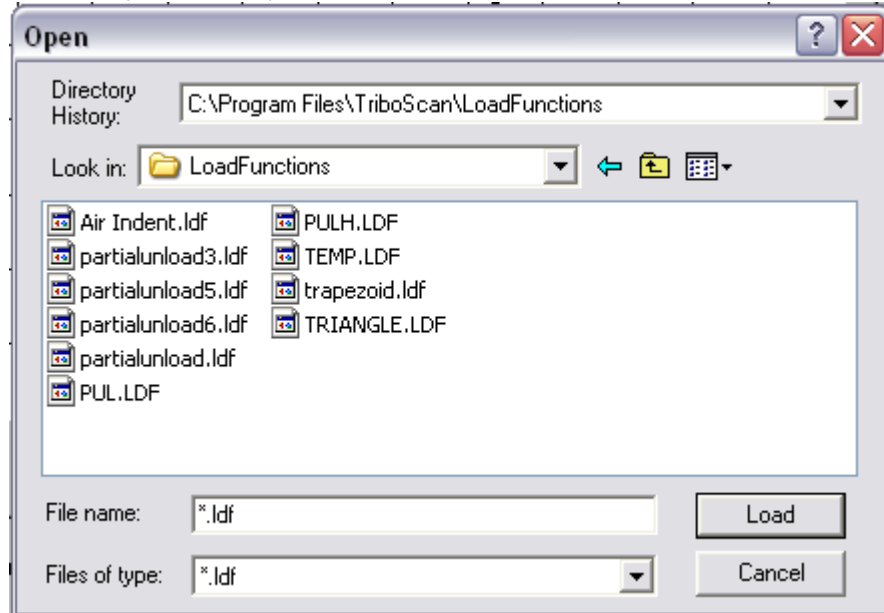 Open
Directory
History:
C:\Program Files\TriboScan\LoadFunctions
Look in:
LoadFunctions
Air Indent.ldf
partialunload3.ldf
partialunload5.ldf
partialunload6.ldf
partialunload.ldf
PUL.LDF
PULH.LDF
TEMP.LDF
trapezoid.ldf
TRIANGLE.LDF
File name:
*.ldf
Load
Files of type:
*.ldf
Cancel